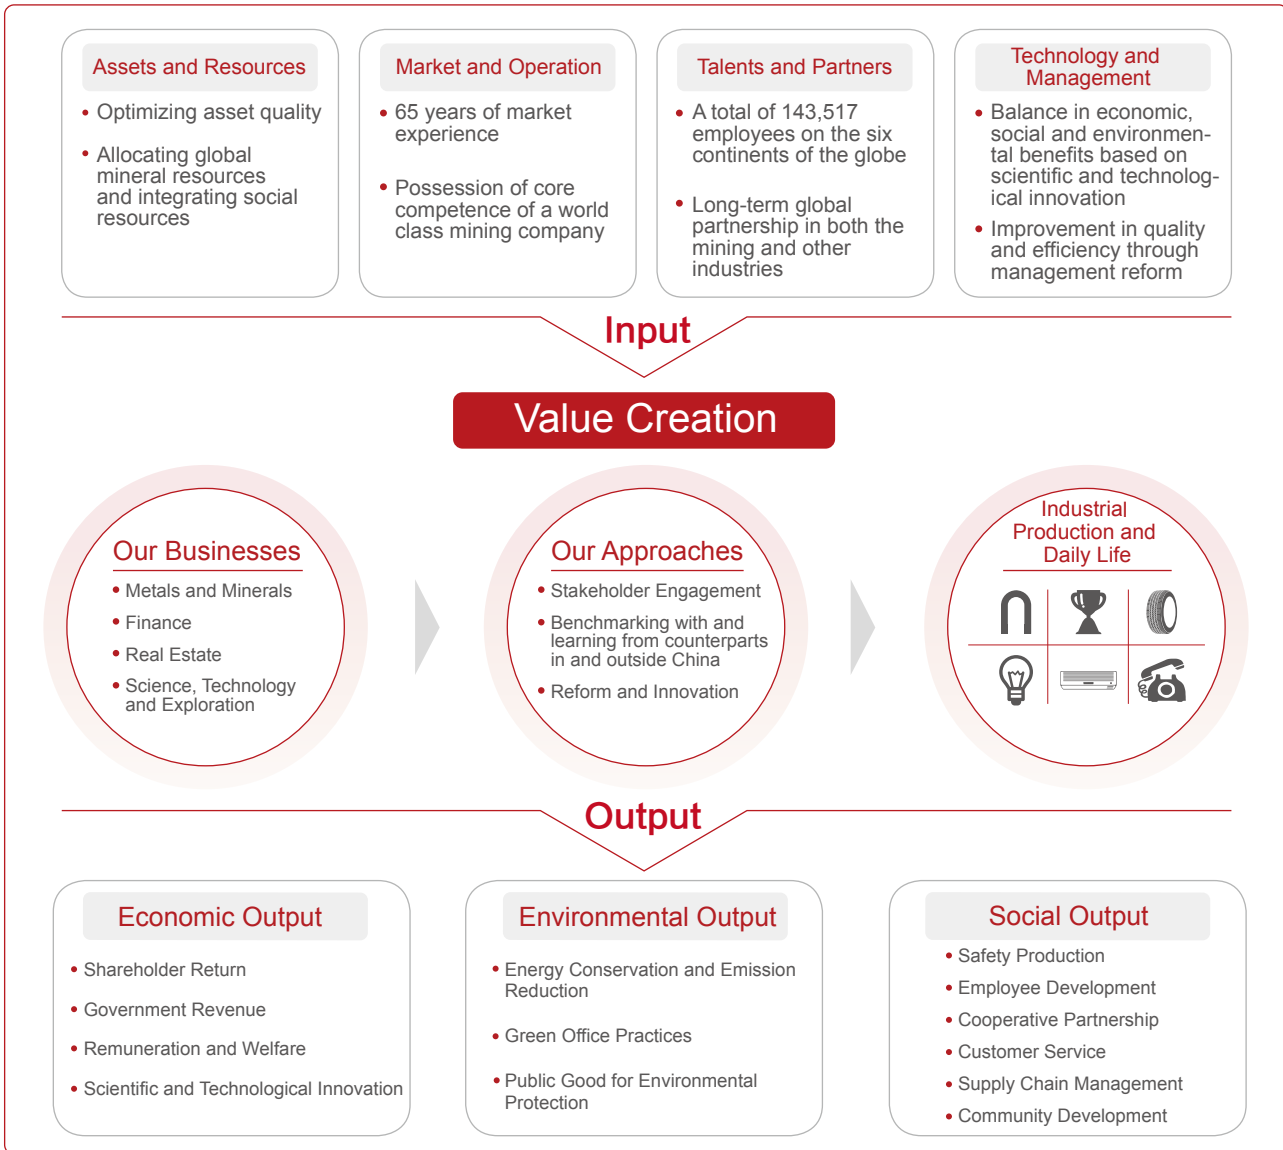 Assets and Resources
• Optimizing asset quality
• Allocating global
mineral resources
and integrating social
resources
Market and Operation
• 65 years of market
experience
• Possession of core
competence of a world
class mining company
Talents and Partners
• A total of 143,517
employees on the six
continents of the globe
• Long-term global
partnership in both the
mining and other
industries
Technology and
Management
• Balance in economic,
social and environmen-
tal benefits based on
scientific and technolog-
ical innovation
• Improvement in quality
and efficiency through
management reform
Input
Value Creation
Our Businesses
• Metals and Minerals
• Finance
• Real Estate
• Science, Technology
and Exploration
Our Approaches
• Stakeholder Engagement
• Benchmarking with and
learning from counterparts
in and outside China
• Reform and Innovation
Industrial
Production and
Daily Life
Output
Economic Output
• Shareholder Return
• Government Revenue
• Remuneration and Welfare
• Scientific and Technological Innovation
Environmental Output
• Energy Conservation and Emission
Reduction
• Green Office Practices
• Public Good for Environmental
Protection
Social Output
• Safety Production
• Employee Development
• Cooperative Partnership
• Customer Service
• Supply Chain Management
• Community Development